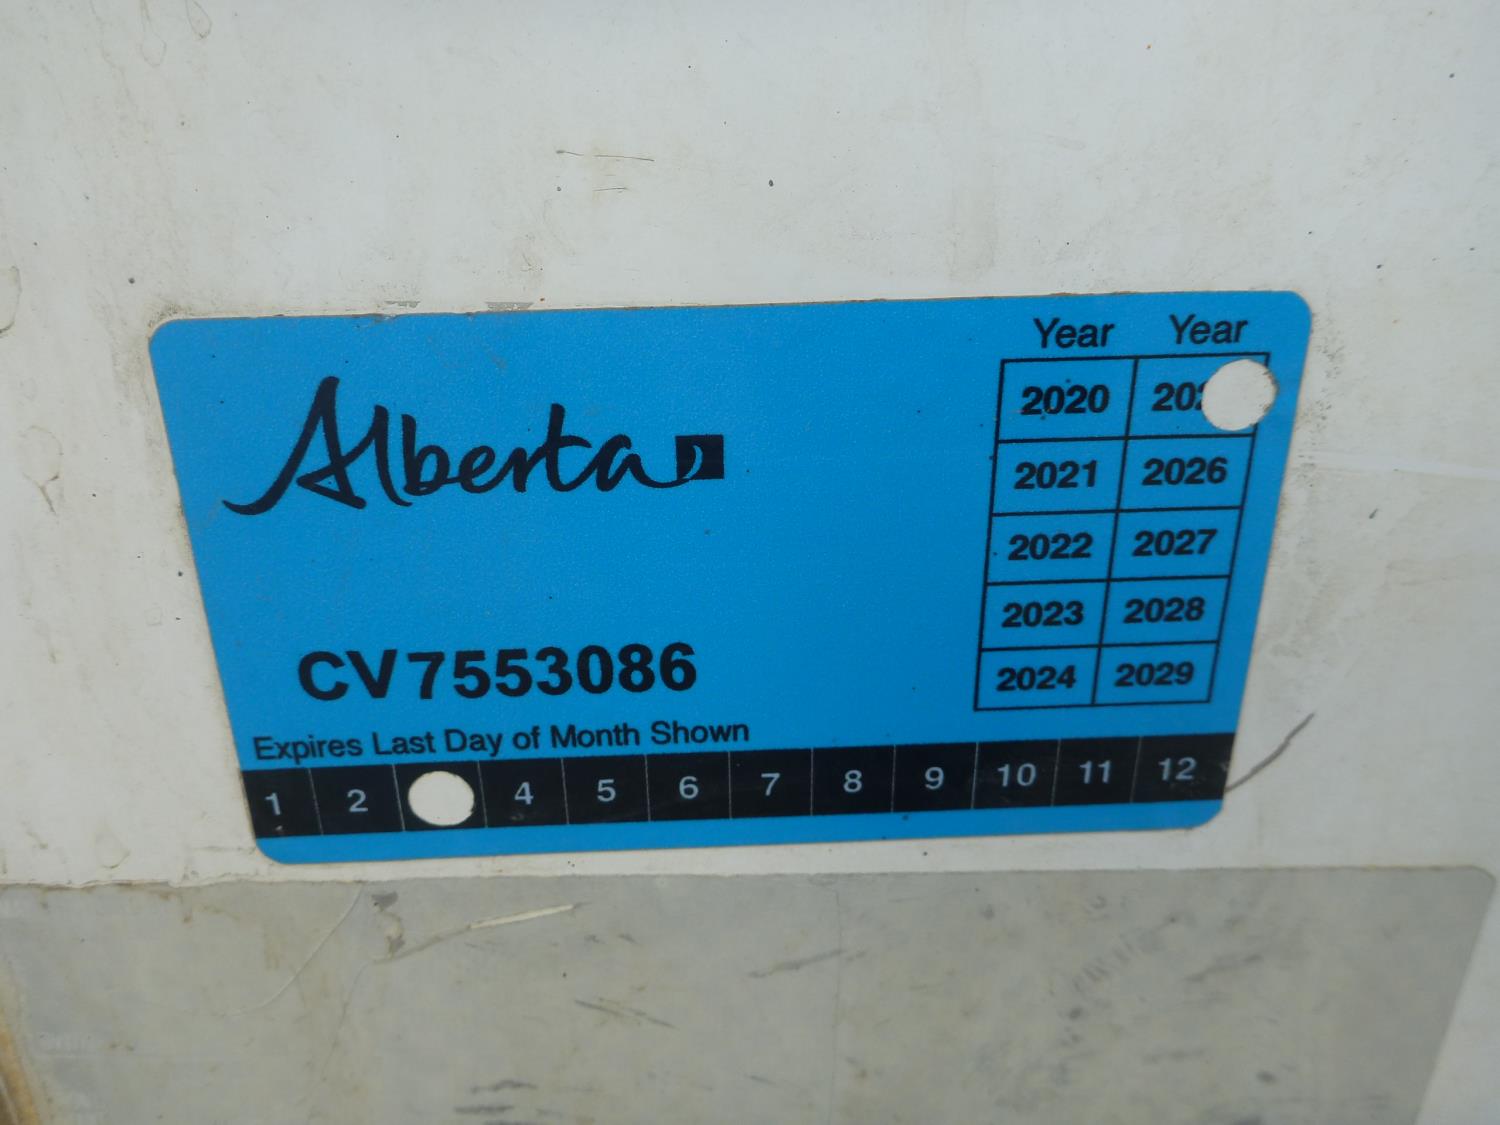 Alberta
Year Year
2020
2021 2026
2022 2027
2023 2028
2024 2029
CV7553086
Expires Last Day of Month Shown
1 2 4 5 6 7 8 9 10 11 12